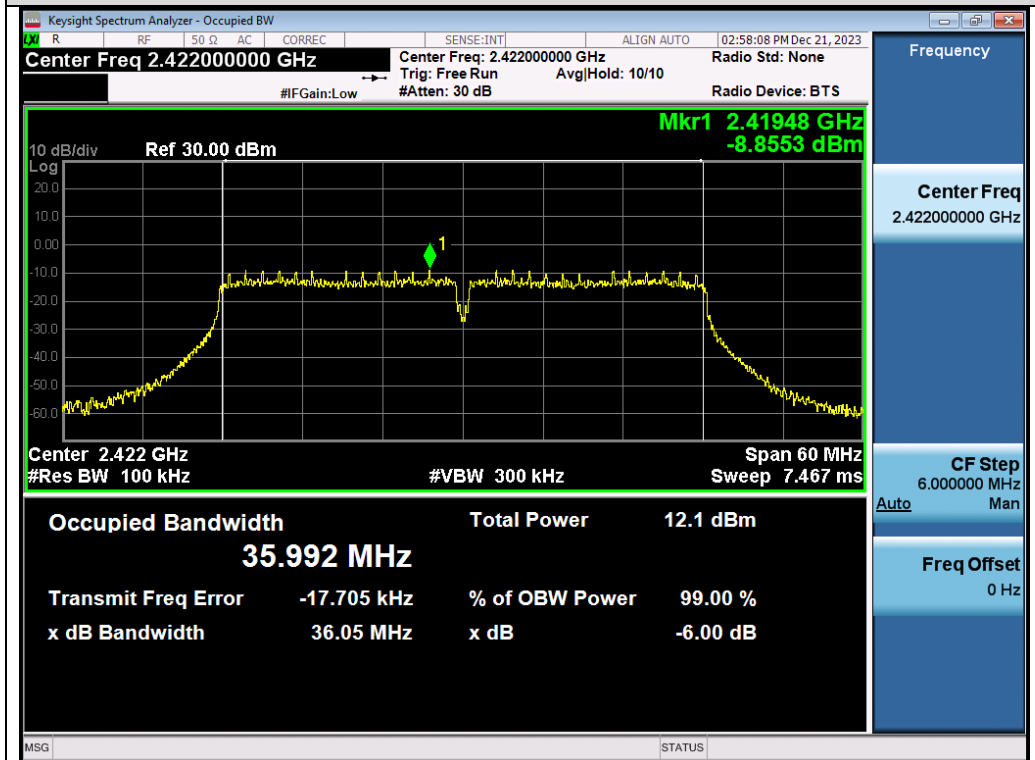 Keysight Spectrum Analyzer - Occupied BW
LXI R RF 50 Ω AC CORREC SENSE:INT ALIGN AUTO 02:58:08 PM Dec 21, 2023
Center Freq 2.422000000 GHz
Center Freq: 2.422000000 GHz
Radio Std: None
Trig: Free Run Avg|Hold: 10/10
#IFGain:Low #Atten: 30 dB Radio Device: BTS
Mkr1 2.41948 GHz
-8.8553 dBm
10 dB/div Ref 30.00 dBm
Log
20.0
10.0
0.00
1
-10.0
-20.0
-30.0
-40.0
-50.0
-60.0
Center 2.422 GHz Span 60 MHz
#Res BW 100 kHz #VBW 300 kHz Sweep 7.467 ms
Occupied Bandwidth Total Power 12.1 dBm
35.992 MHz
Transmit Freq Error -17.705 kHz % of OBW Power 99.00 %
x dB Bandwidth 36.05 MHz x dB -6.00 dB
Frequency
Center Freq
2.422000000 GHz
CF Step
6.000000 MHz
Auto Man
Freq Offset
0 Hz
MSG STATUS